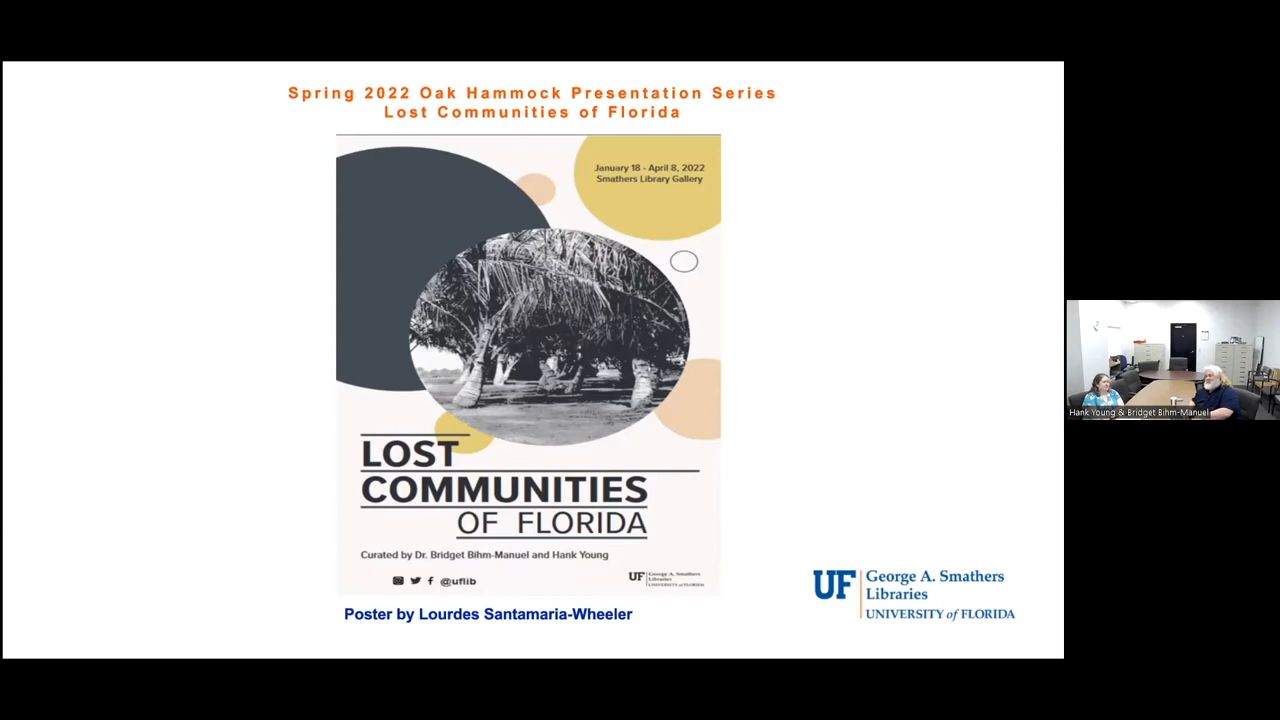 Spring 2022 Oak Hammock Presentation Series
Lost Communities of Florida
January 18 - April 8, 2022
Smathers Library Gallery
LOST
COMMUNITIES
OF FLORIDA
Curated by Dr. Bridget Bihm-Manuel and Hank Young
@uflib
UF George A. Smathers
Libraries
UNIVERSITY of FLORIDA
Poster by Lourdes Santamaria-Wheeler
UF George A. Smathers
Libraries
UNIVERSITY of FLORIDA
Hank Young & Bridget Bihm-Manuel